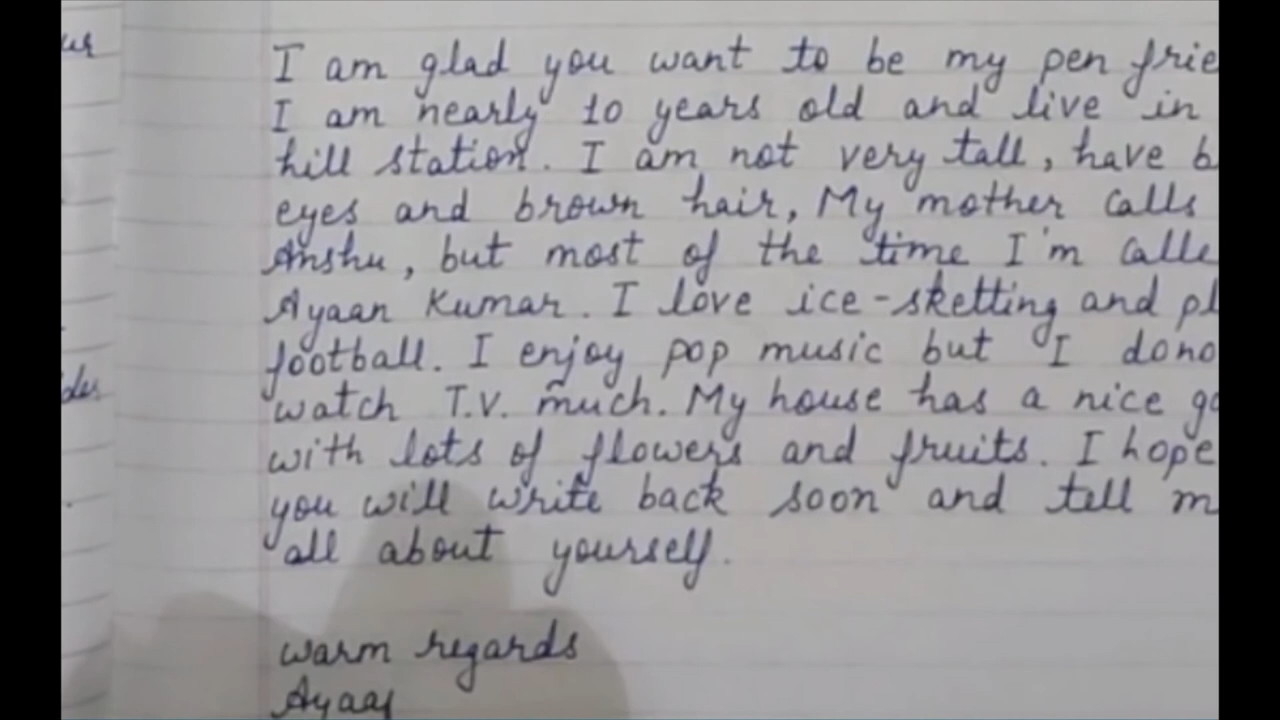 ur
I am glad you want to be my pen frie
I am nearly 10 years old and live in
hill station. I am not very tall, have b
eyes and brown hair, My mother calls
Anshu, but most of the time I'm calle
Ayaan Kumar. I love ice-sketting and pl
football. I enjoy pop music but I dono
watch T.V. much. My house has a nice ga
des
with lots of flowers and fruits. I hope
you will write back soon and tell m
all about yourself.
warm regards
Ayaa